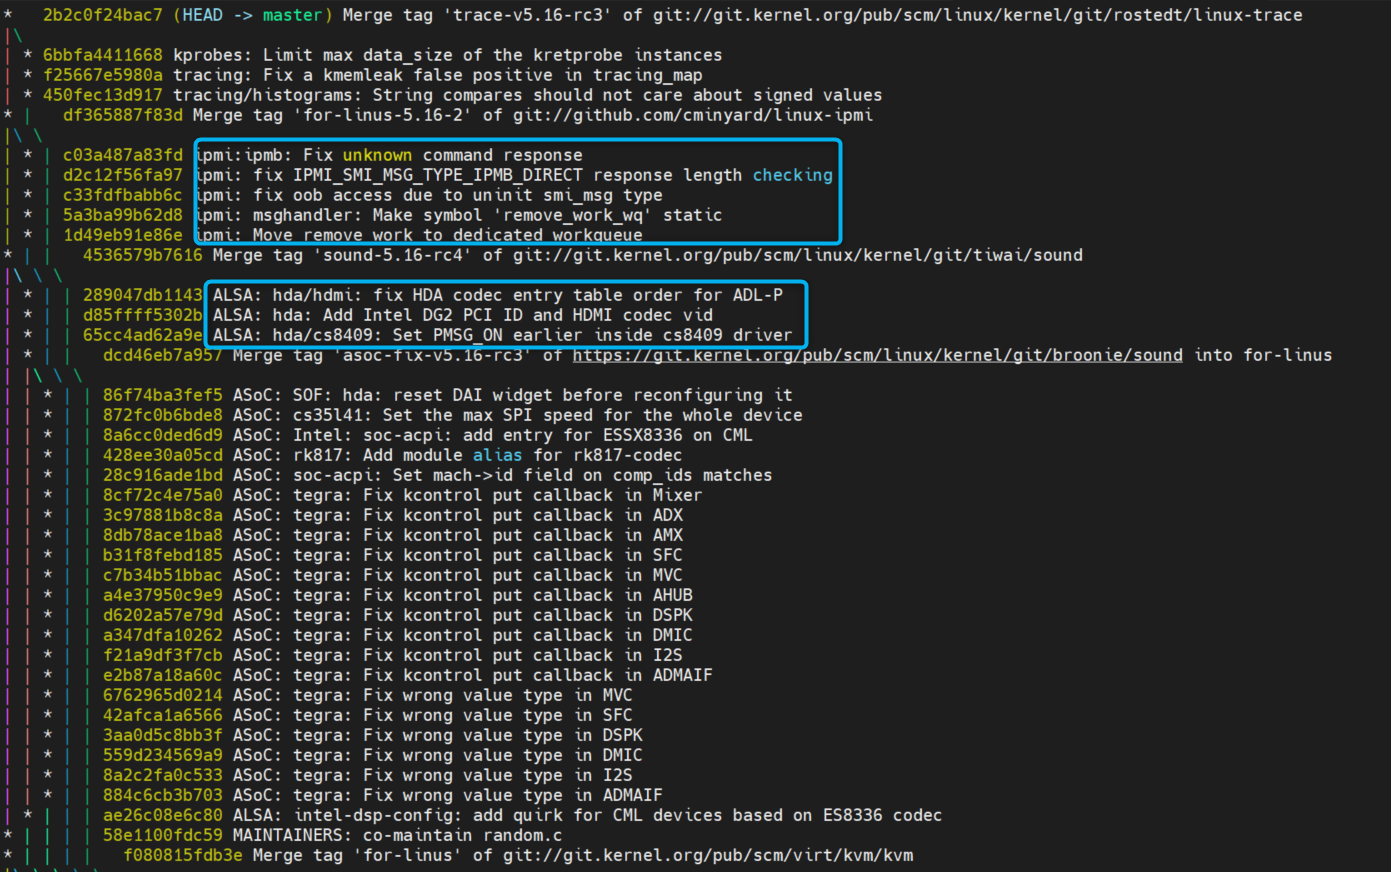 * 2b2c0f24bac7 (HEAD -> master) Merge tag 'trace-v5.16-rc3' of git://git.kernel.org/pub/scm/linux/kernel/git/rostedt/linux-trace
|\
| * 6bbfa4411668 kprobes: Limit max data_size of the kretprobe instances
| * f25667e5980a tracing: Fix a kmemleak false positive in tracing_map
| * 450fec13d917 tracing/histograms: String compares should not care about signed values
* | df365887f83d Merge tag 'for-linus-5.16-2' of git://github.com/cminyard/linux-ipmi
|\ \
| * | c03a487a83fd ipmi:ipmb: Fix unknown command response
| * | d2c12f56fa97 ipmi: fix IPMI_SMI_MSG_TYPE_IPMB_DIRECT response length checking
| * | c33fdfbabb6c ipmi: fix oob access due to uninit smi_msg type
| * | 5a3ba99b62d8 ipmi: msghandler: Make symbol 'remove_work_wq' static
| * | 1d49eb91e86e ipmi: Move remove work to dedicated workqueue
* | | 4536579b7616 Merge tag 'sound-5.16-rc4' of git://git.kernel.org/pub/scm/linux/kernel/git/tiwai/sound
|\ \ \
| * | | 289047db1143 ALSA: hda/hdmi: fix HDA codec entry table order for ADL-P
| * | | d85ffff5302b ALSA: hda: Add Intel DG2 PCI ID and HDMI codec vid
| * | | 65cc4ad62a9e ALSA: hda/cs8409: Set PMSG_ON earlier inside cs8409 driver
| * | | dcd46eb7a957 Merge tag 'asoc-fix-v5.16-rc3' of https://git.kernel.org/pub/scm/linux/kernel/git/broonie/sound into for-linus
| |\ \ \
| | * | | 86f74ba3fef5 ASoC: SOF: hda: reset DAI widget before reconfiguring it
| | * | | 872fc0b6bde8 ASoC: cs35l41: Set the max SPI speed for the whole device
| | * | | 8a6cc0ded6d9 ASoC: Intel: soc-acpi: add entry for ESSX8336 on CML
| | * | | 428ee30a05cd ASoC: rk817: Add module alias for rk817-codec
| | * | | 28c916ade1bd ASoC: soc-acpi: Set mach->id field on comp_ids matches
| | * | | 8cf72c4e75a0 ASoC: tegra: Fix kcontrol put callback in Mixer
| | * | | 3c97881b8c8a ASoC: tegra: Fix kcontrol put callback in ADX
| | * | | 8db78ace1ba8 ASoC: tegra: Fix kcontrol put callback in AMX
| | * | | b31f8febd185 ASoC: tegra: Fix kcontrol put callback in SFC
| | * | | c7b34b51bbac ASoC: tegra: Fix kcontrol put callback in MVC
| | * | | a4e37950c9e9 ASoC: tegra: Fix kcontrol put callback in AHUB
| | * | | d6202a57e79d ASoC: tegra: Fix kcontrol put callback in DSPK
| | * | | a347dfa10262 ASoC: tegra: Fix kcontrol put callback in DMIC
| | * | | f21a9df3f7cb ASoC: tegra: Fix kcontrol put callback in I2S
| | * | | e2b87a18a60c ASoC: tegra: Fix kcontrol put callback in ADMAIF
| | * | | 6762965d0214 ASoC: tegra: Fix wrong value type in MVC
| | * | | 42afca1a6566 ASoC: tegra: Fix wrong value type in SFC
| | * | | 3aa0d5c8bb3f ASoC: tegra: Fix wrong value type in DSPK
| | * | | 559d234569a9 ASoC: tegra: Fix wrong value type in DMIC
| | * | | 8a2c2fa0c533 ASoC: tegra: Fix wrong value type in I2S
| | * | | 884c6cb3b703 ASoC: tegra: Fix wrong value type in ADMAIF
| * | | | ae26c08e6c80 ALSA: intel-dsp-config: add quirk for CML devices based on ES8336 codec
* | | | | 58e1100fdc59 MAINTAINERS: co-maintain random.c
* | | | | f080815fdb3e Merge tag 'for-linus' of git://git.kernel.org/pub/scm/virt/kvm/kvm
|\ \ \ \ \